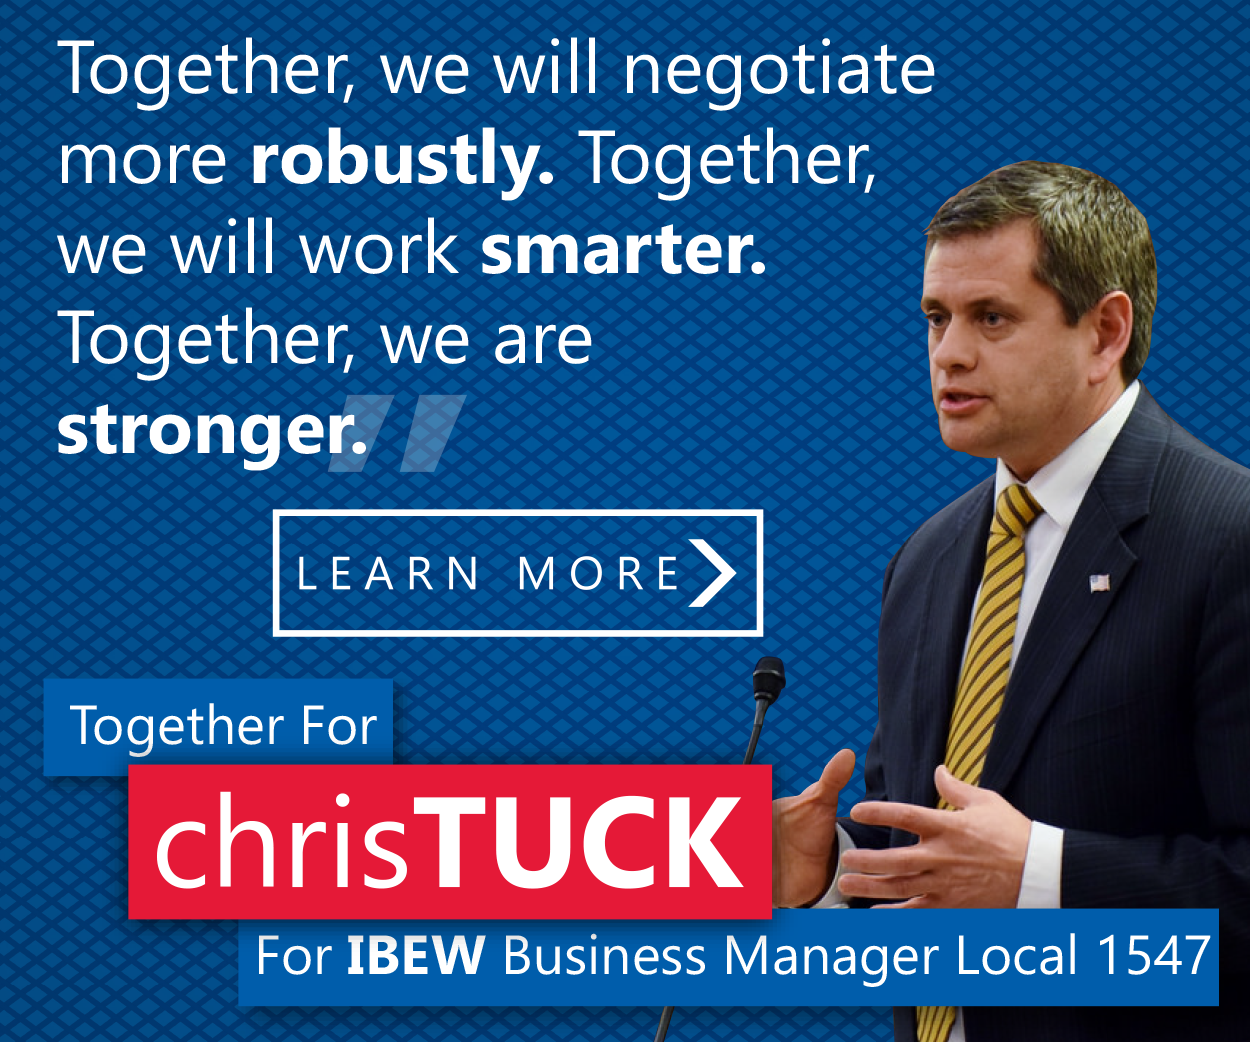 Together, we will negotiate
more robustly. Together,
we will work smarter.
Together, we are
stronger."
LEARN MORE
Together For
chrisTUCK
For IBEW Business Manager Local 1547